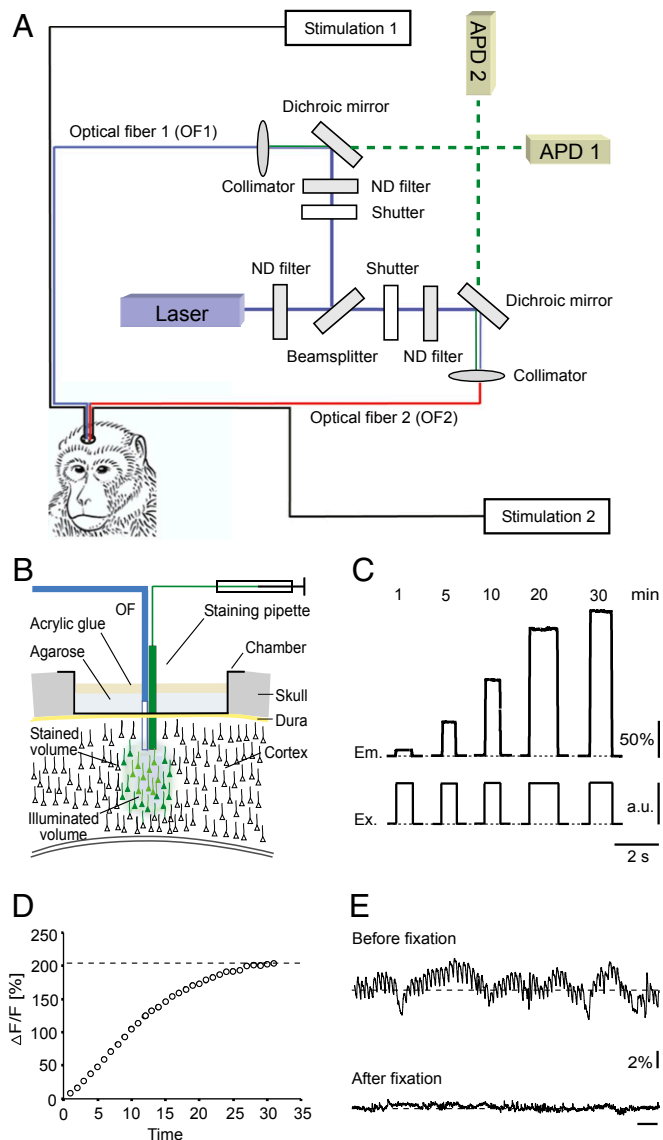 A
Stimulation 1
APD 2
Dichroic mirror
Optical fiber 1 (OF1)
APD 1
Collimator
ND filter
Shutter
ND filter
Shutter
Dichroic mirror
Laser
Beamsplitter
ND filter
Collimator
Optical fiber 2 (OF2)
Stimulation 2
B
OF
Staining pipette
Acrylic glue
Agarose
Chamber
Skull
Dura
Stained
volume
Cortex
Illuminated
volume
C
1 5 10 20 30 min
Em.
50%
Ex.
a.u.
2 s
D
ΔF/F [%]
250
200
150
100
50
0
0 5 10 15 20 25 30 35
Time
E
Before fixation
2%
After fixation